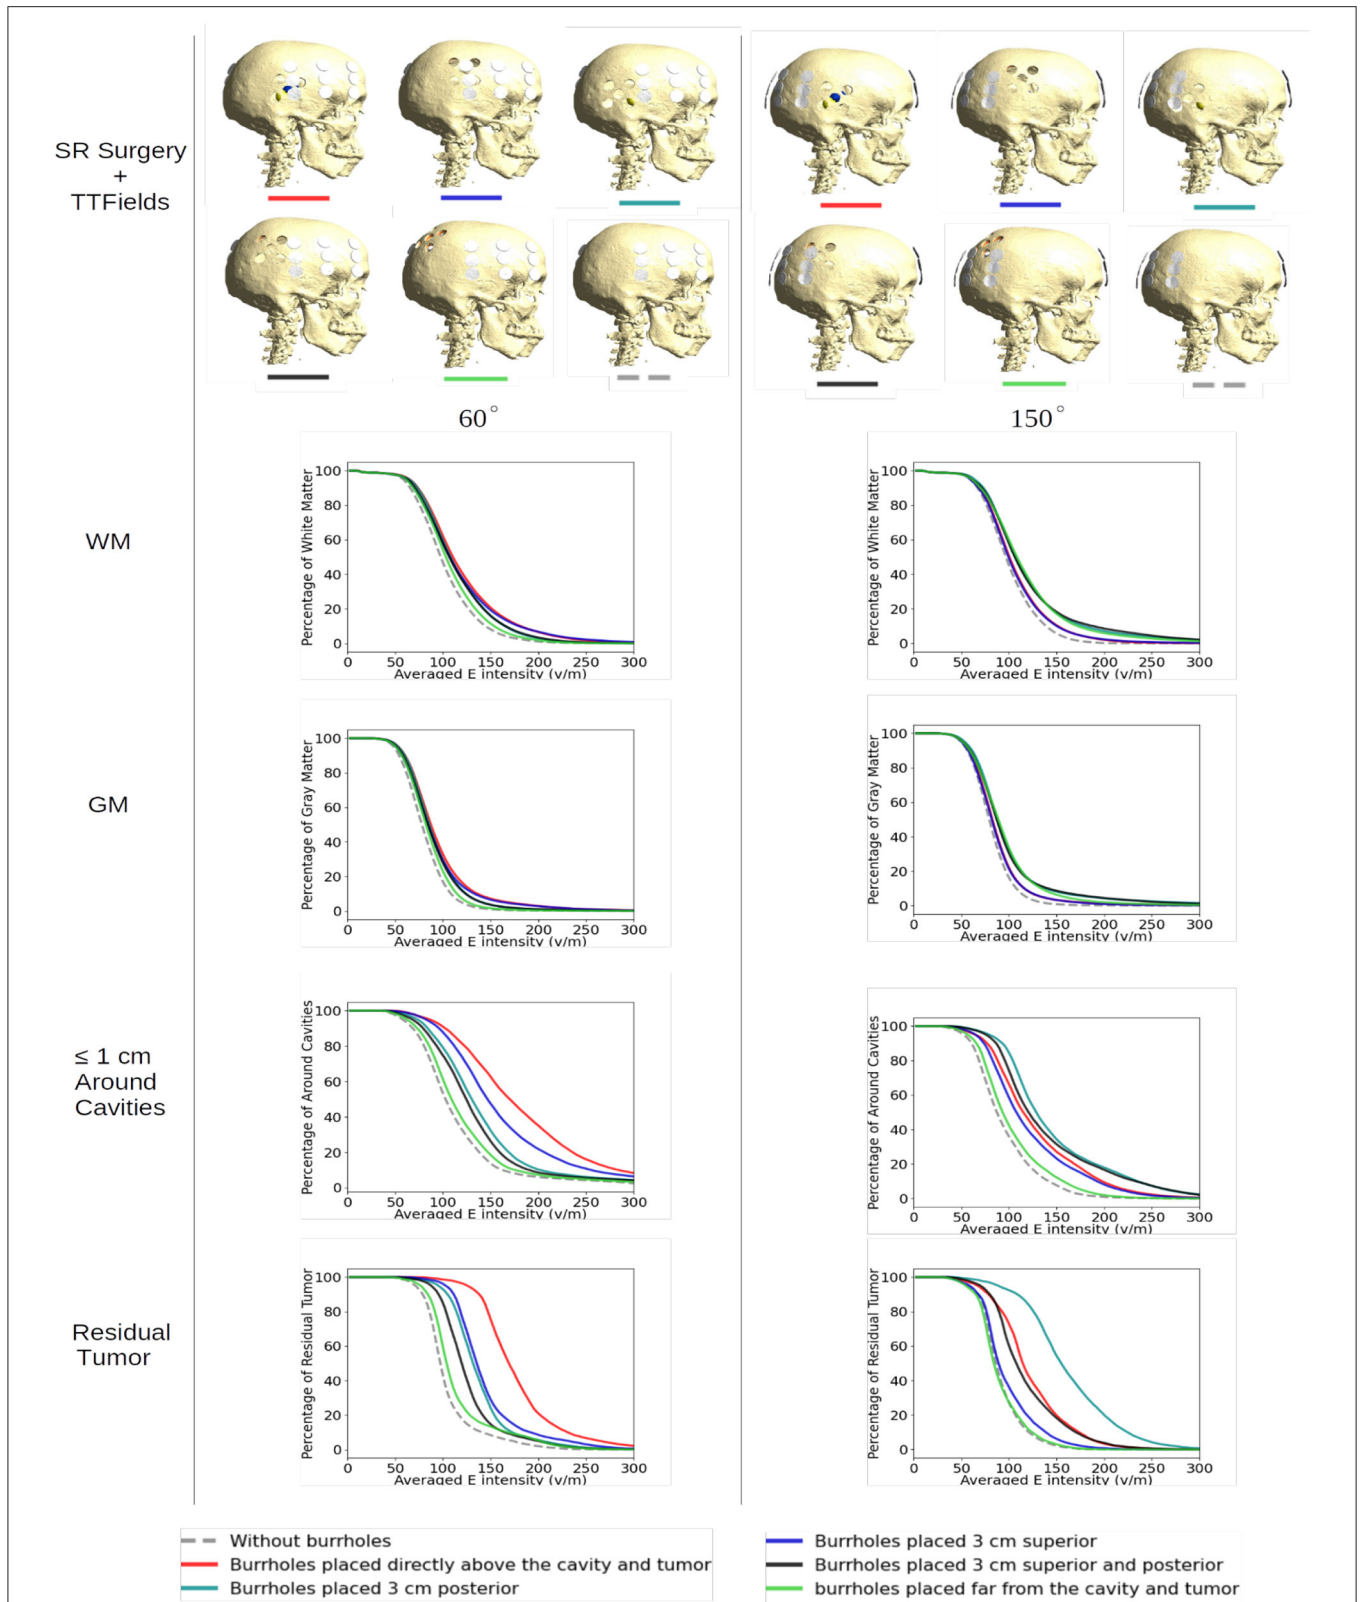 SR Surgery
+
TTFields
60°
150°
WM
Percentage of White Matter
100
80
60
40
20
0
0 50 100 150 200 250 300
Averaged E intensity (v/m)
Percentage of White Matter
100
80
60
40
20
0
0 50 100 150 200 250 300
Averaged E intensity (v/m)
GM
Percentage of Gray Matter
100
80
60
40
20
0
0 50 100 150 200 250 300
Averaged E intensity (v/m)
Percentage of Gray Matter
100
80
60
40
20
0
0 50 100 150 200 250 300
Averaged E intensity (v/m)
≤ 1 cm
Around
Cavities
Percentage of Around Cavities
100
80
60
40
20
0
0 50 100 150 200 250 300
Averaged E intensity (v/m)
Percentage of Around Cavities
100
80
60
40
20
0
0 50 100 150 200 250 300
Averaged E intensity (v/m)
Residual
Tumor
Percentage of Residual Tumor
100
80
60
40
20
0
0 50 100 150 200 250 300
Averaged E intensity (v/m)
Percentage of Residual Tumor
100
80
60
40
20
0
0 50 100 150 200 250 300
Averaged E intensity (v/m)
Without burrholes
Burrholes placed directly above the cavity and tumor
Burrholes placed 3 cm posterior
Burrholes placed 3 cm superior
Burrholes placed 3 cm superior and posterior
burrholes placed far from the cavity and tumor